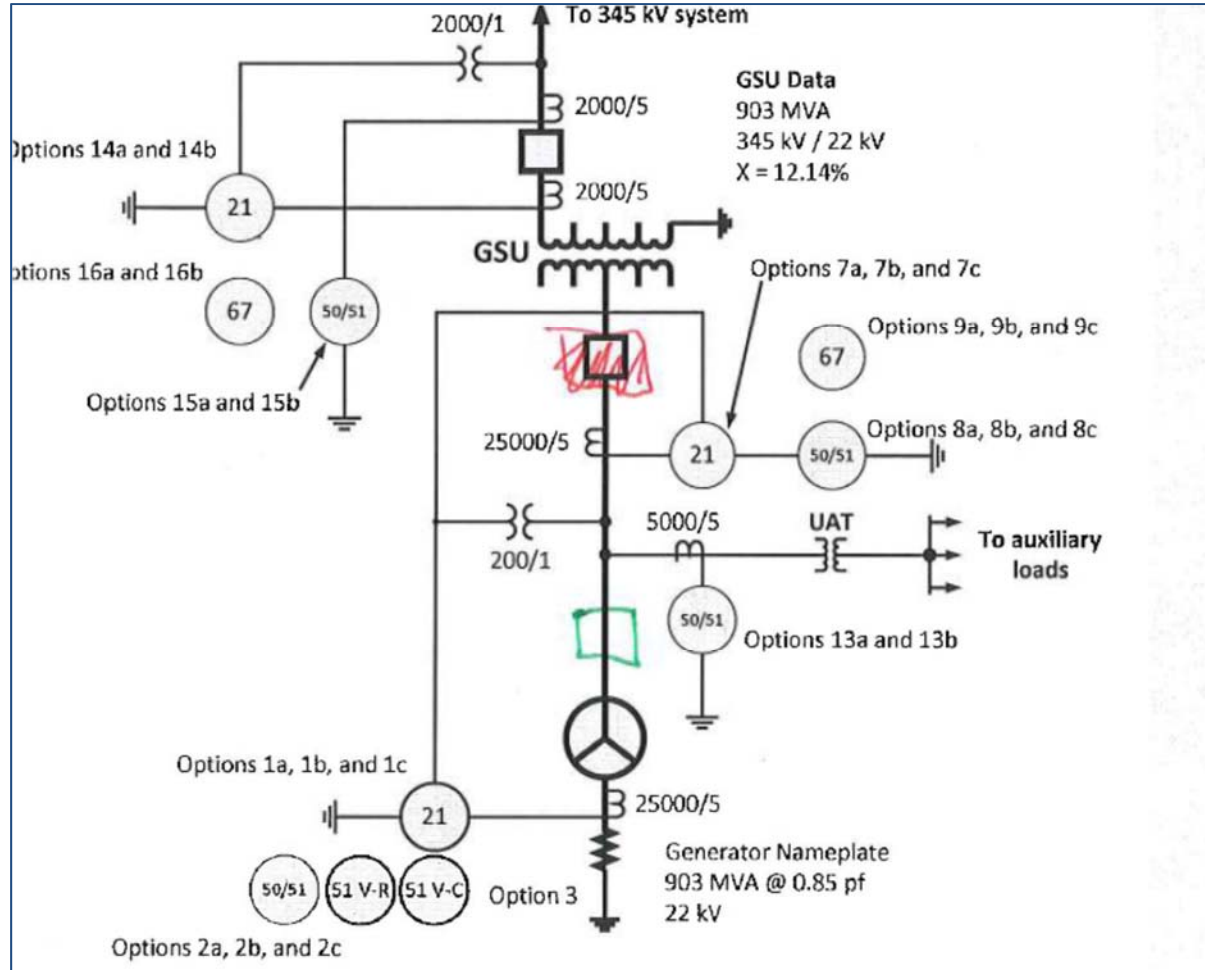 To 345 kV system
2000/1
GSU Data
903 MVA
345 kV / 22 kV
X = 12.14%
2000/5
Options 14a and 14b
2000/5
21
GSU
Options 16a and 16b
67
50/51
Options 7a, 7b, and 7c
Options 9a, 9b, and 9c
67
Options 15a and 15b
25000/5
21
50/51
Options 8a, 8b, and 8c
200/1
5000/5
UAT
To auxiliary
loads
50/51
Options 13a and 13b
Options 1a, 1b, and 1c
21
25000/5
Generator Nameplate
903 MVA @ 0.85 pf
22 kV
50/51
51 V-R
51 V-C
Option 3
Options 2a, 2b, and 2c